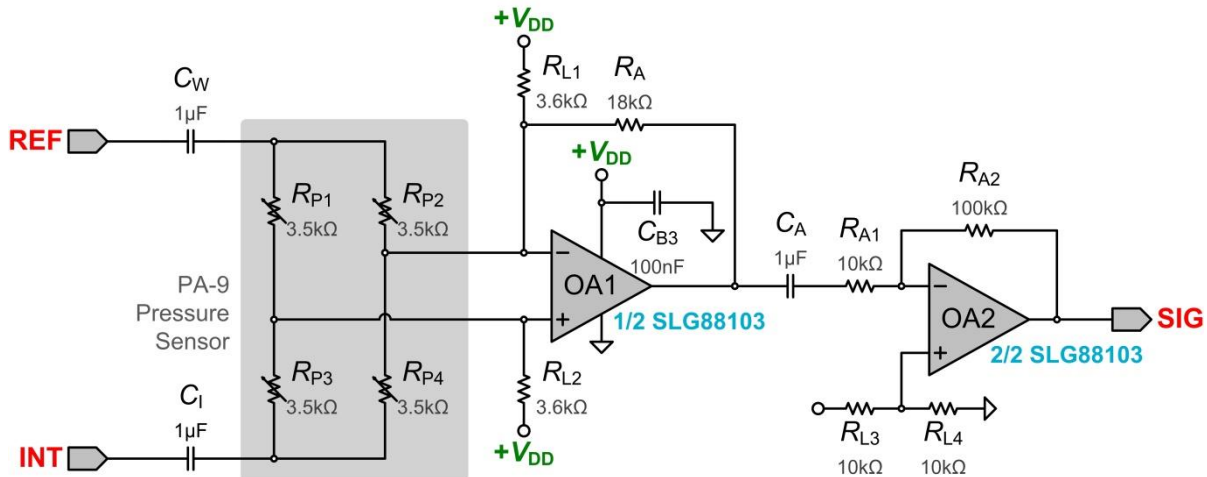 +VDD
RL1
3.6kΩ
RA
18kΩ
CW
1µF
REF
+VDD
RP1
3.5kΩ
RP2
3.5kΩ
CB3
100nF
RA2
100kΩ
CA
1µF
RA1
10kΩ
PA-9
Pressure
Sensor
−
OA1
+
1/2 SLG88103
−
OA2
+
SIG
2/2 SLG88103
RP3
3.5kΩ
RP4
3.5kΩ
RL2
3.6kΩ
CI
1µF
INT
+VDD
RL3
10kΩ
RL4
10kΩ